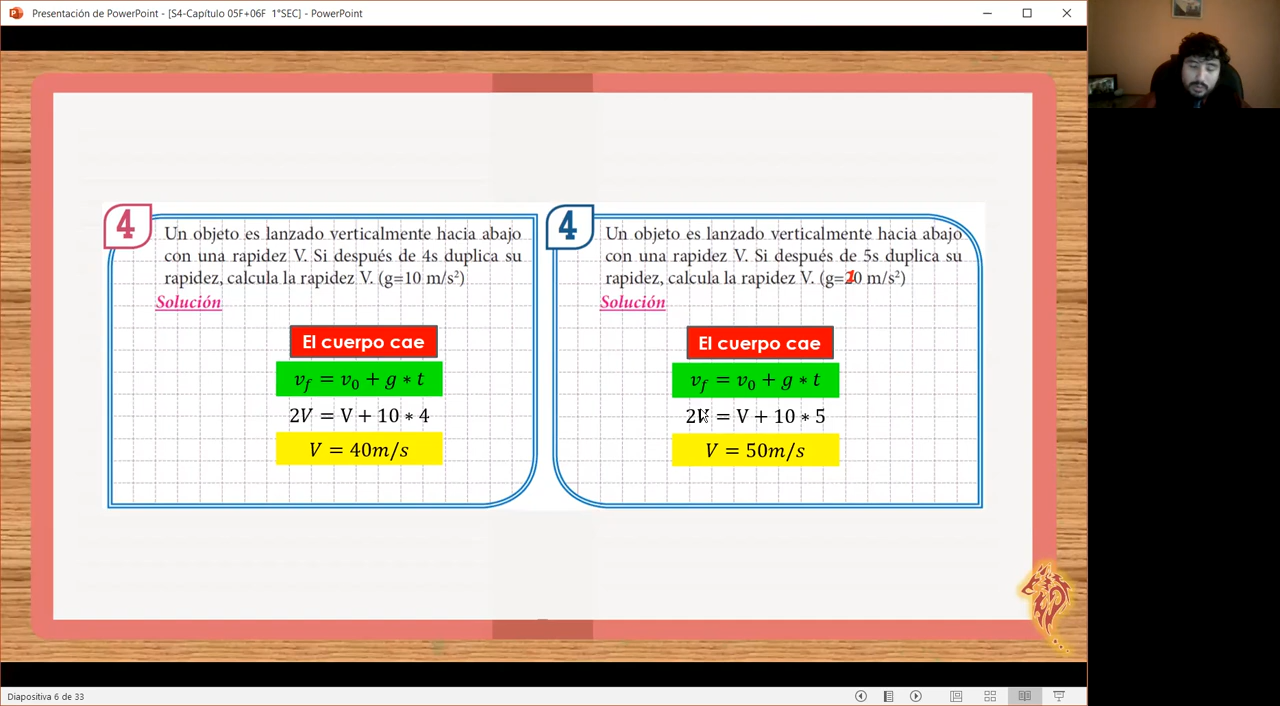 Presentación de PowerPoint - [S4-Capítulo 05F+06F 1°SEC] - PowerPoint
4
Un objeto es lanzado verticalmente hacia abajo
con una rapidez V. Si después de 4s duplica su
rapidez, calcula la rapidez V. (g=10 m/s²)
Solución
El cuerpo cae
v_f = v_0 + g * t
2V = V + 10 * 4
V = 40m/s
4
Un objeto es lanzado verticalmente hacia abajo
con una rapidez V. Si después de 5s duplica su
rapidez, calcula la rapidez V. (g=10 m/s²)
Solución
El cuerpo cae
v_f = v_0 + g * t
2V = V + 10 * 5
V = 50m/s
Diapositiva 6 de 33